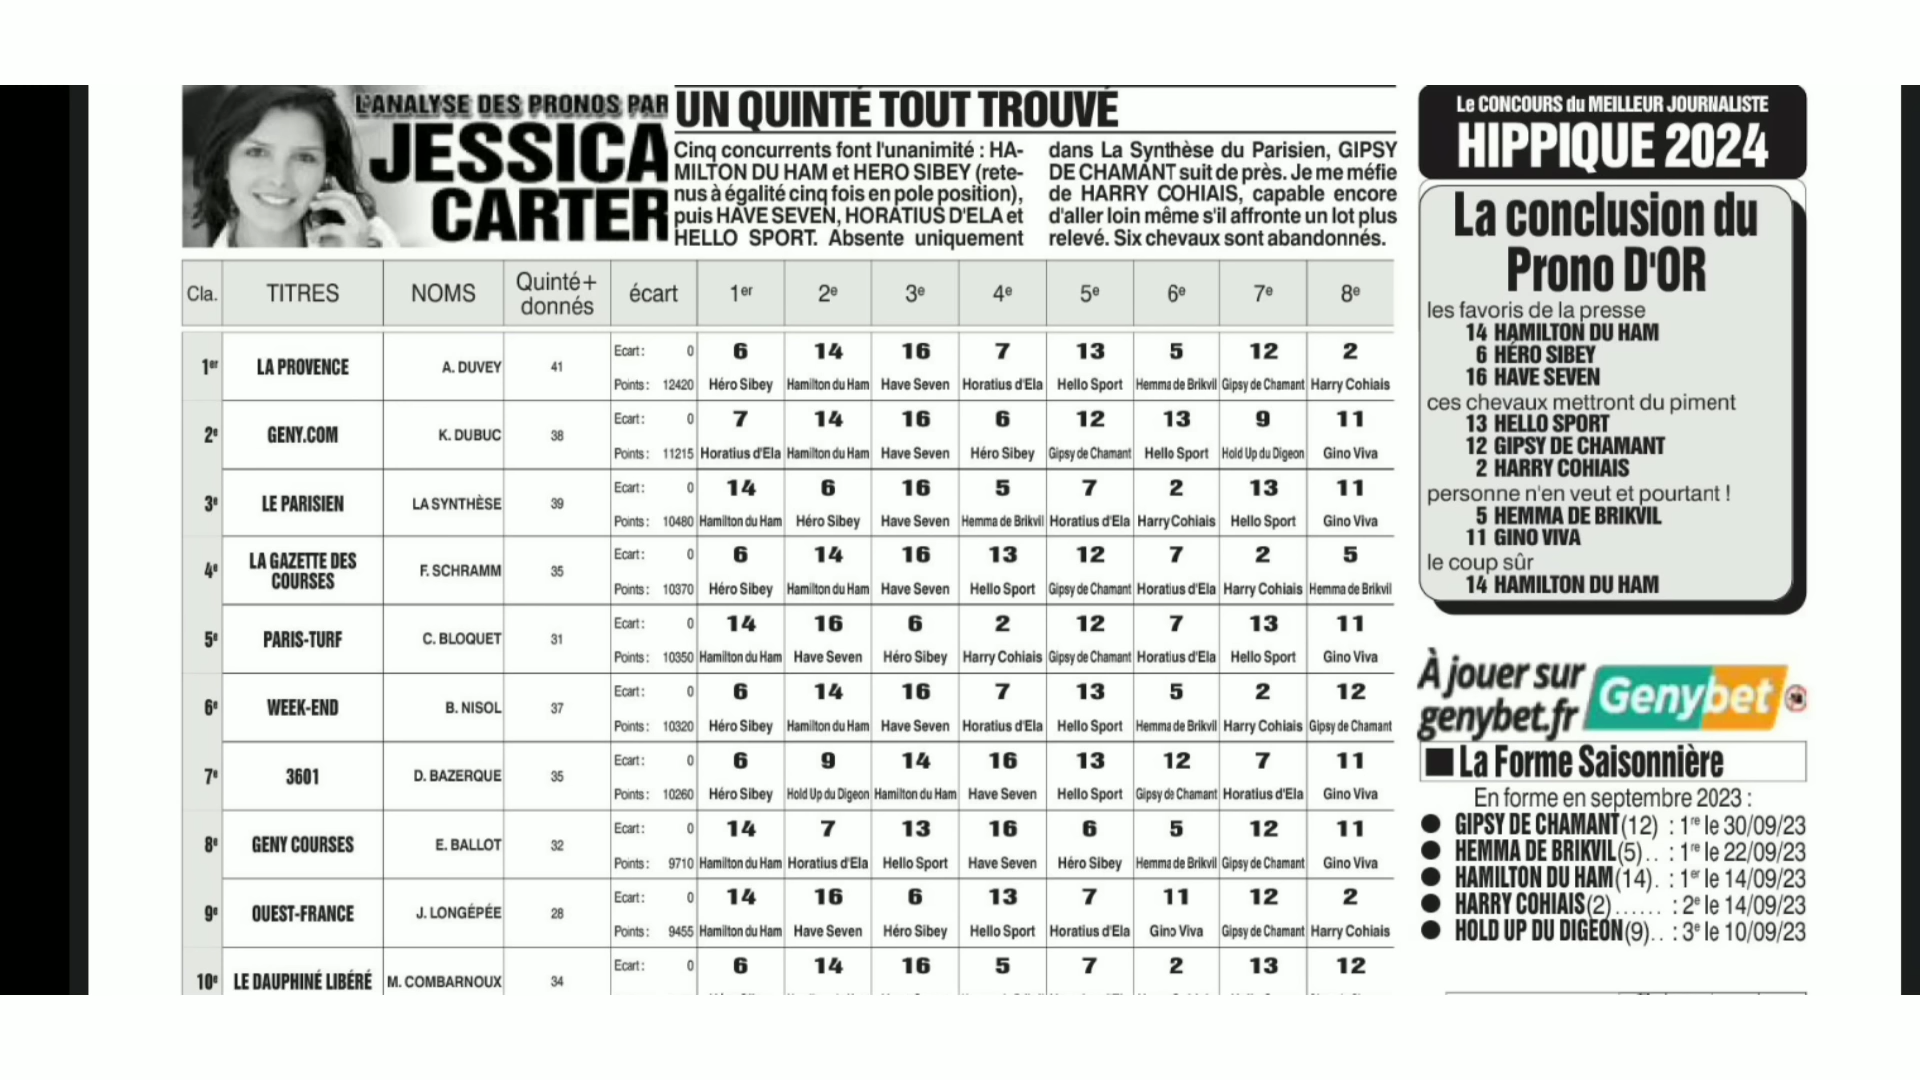 L'ANALYSE DES PRONOS PAR
JESSICA
CARTER
UN QUINTÉ TOUT TROUVÉ
Cinq concurrents font l'unanimité : HA-
MILTON DU HAM et HERO SIBEY (rete-
nus à égalité cinq fois en pole position),
puis HAVE SEVEN, HORATIUS D'ELA et
HELLO SPORT. Absente uniquement
dans La Synthèse du Parisien, GIPSY
DE CHAMANT suit de près. Je me méfie
de HARRY COHIAIS, capable encore
d'aller loin même s'il affronte un lot plus
relevé. Six chevaux sont abandonnés.
Cla. TITRES NOMS Quinté+ donnés écart 1er 2e 3e 4e 5e 6e 7e 8e
1er LA PROVENCE A. DUVEY 41 Ecart : 0 6 14 16 7 13 5 12 2
Points : 12420 Héro Sibey Hamilton du Ham Have Seven Horatius d'Ela Hello Sport Hemma de Brikvil Gipsy de Chamant Harry Cohiais
2e GENY.COM K. DUBUC 38 Ecart : 0 7 14 16 6 12 13 9 11
Points : 11215 Horatius d'Ela Hamilton du Ham Have Seven Héro Sibey Gipsy de Chamant Hello Sport Hold Up du Digeon Gino Viva
3e LE PARISIEN LA SYNTHÈSE 39 Ecart : 0 14 6 16 5 7 2 13 11
Points : 10480 Hamilton du Ham Héro Sibey Have Seven Hemma de Brikvil Horatius d'Ela Harry Cohiais Hello Sport Gino Viva
4e LA GAZETTE DES COURSES F. SCHRAMM 35 Ecart : 0 6 14 16 13 12 7 2 5
Points : 10370 Héro Sibey Hamilton du Ham Have Seven Hello Sport Gipsy de Chamant Horatius d'Ela Harry Cohiais Hemma de Brikvil
5e PARIS-TURF C. BLOQUET 31 Ecart : 0 14 16 6 2 12 7 13 11
Points : 10350 Hamilton du Ham Have Seven Héro Sibey Harry Cohiais Gipsy de Chamant Horatius d'Ela Hello Sport Gino Viva
6e WEEK-END B. NISOL 37 Ecart : 0 6 14 16 7 13 5 2 12
Points : 10320 Héro Sibey Hamilton du Ham Have Seven Horatius d'Ela Hello Sport Hemma de Brikvil Harry Cohiais Gipsy de Chamant
7e 3601 D. BAZERQUE 35 Ecart : 0 6 9 14 16 13 12 7 11
Points : 10260 Héro Sibey Hold Up du Digeon Hamilton du Ham Have Seven Hello Sport Gipsy de Chamant Horatius d'Ela Gino Viva
8e GENY COURSES E. BALLOT 32 Ecart : 0 14 7 13 16 6 5 12 11
Points : 9710 Hamilton du Ham Horatius d'Ela Hello Sport Have Seven Héro Sibey Hemma de Brikvil Gipsy de Chamant Gino Viva
9e OUEST-FRANCE J. LONGÉPÉE 28 Ecart : 0 14 16 6 13 7 11 12 2
Points : 9455 Hamilton du Ham Have Seven Héro Sibey Hello Sport Horatius d'Ela Gino Viva Gipsy de Chamant Harry Cohiais
10e LE DAUPHINÉ LIBÉRÉ M. COMBARNOUX 34 Ecart : 0 6 14 16 5 7 2 13 12
Le CONCOURS du MEILLEUR JOURNALISTE
HIPPIQUE 2024
La conclusion du
Prono D'OR
les favoris de la presse
14 HAMILTON DU HAM
6 HÉRO SIBEY
16 HAVE SEVEN
ces chevaux mettront du piment
13 HELLO SPORT
12 GIPSY DE CHAMANT
2 HARRY COHIAIS
personne n'en veut et pourtant !
5 HEMMA DE BRIKVIL
11 GINO VIVA
le coup sûr
14 HAMILTON DU HAM
À jouer sur
genybet.fr
Genybet
La Forme Saisonnière
En forme en septembre 2023 :
GIPSY DE CHAMANT (12) : 1re le 30/09/23
HEMMA DE BRIKVIL (5).. : 1re le 22/09/23
HAMILTON DU HAM (14). : 1er le 14/09/23
HARRY COHIAIS (2)...... : 2e le 14/09/23
HOLD UP DU DIGEON (9).. : 3e le 10/09/23